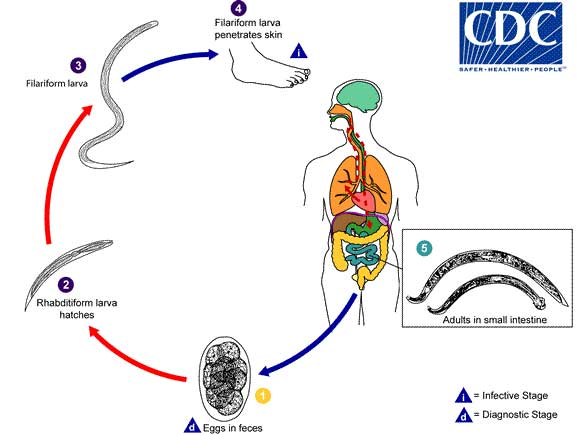 4
Filariform larva
penetrates skin
i
CDC
SAFER • HEALTHIER • PEOPLE™
3
Filariform larva
5
2
Rhabditiform larva
hatches
Adults in small intestine
1
d Eggs in feces
i = Infective Stage
d = Diagnostic Stage